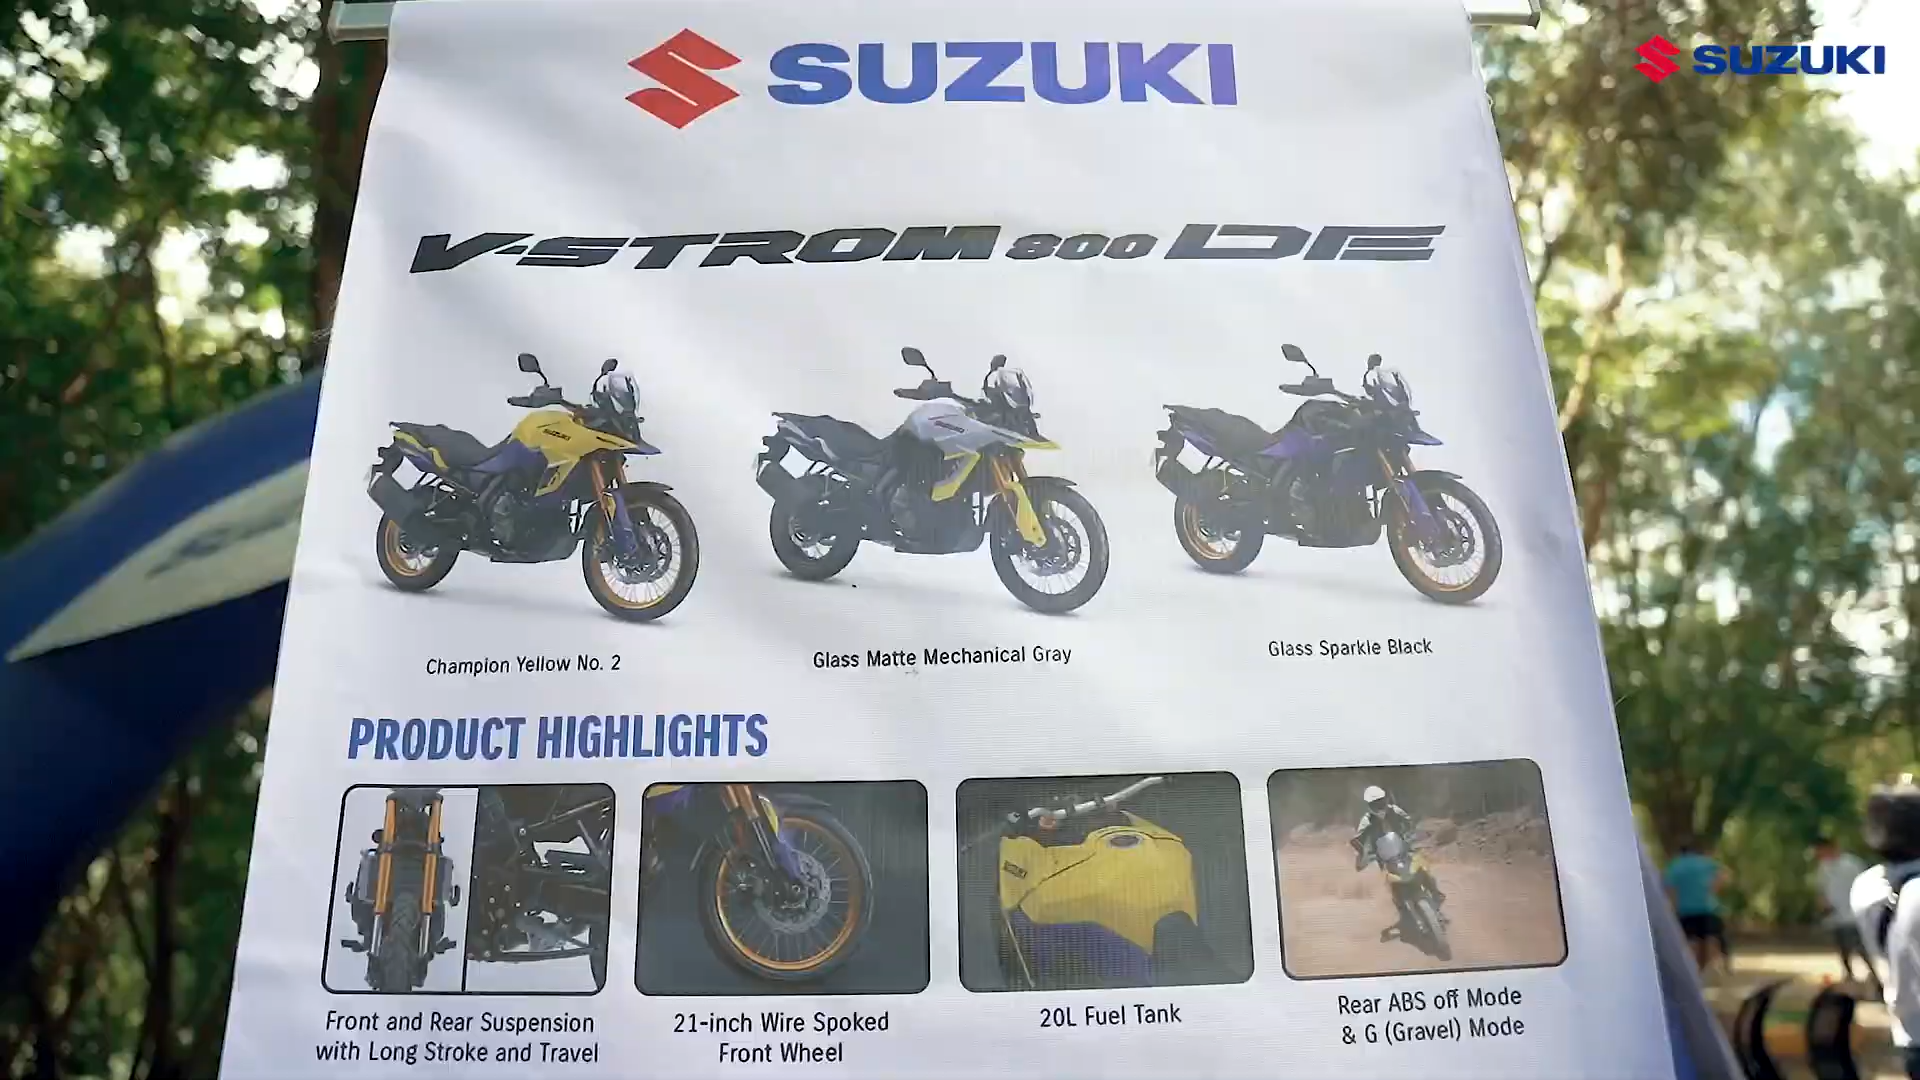 SUZUKI
SUZUKI
V-STROM 800 DE
SUZUKI
Champion Yellow No. 2
Glass Matte Mechanical Gray
Glass Sparkle Black
PRODUCT HIGHLIGHTS
SUZUKI
Front and Rear Suspension
with Long Stroke and Travel
21-inch Wire Spoked
Front Wheel
20L Fuel Tank
Rear ABS off Mode
& G (Gravel) Mode